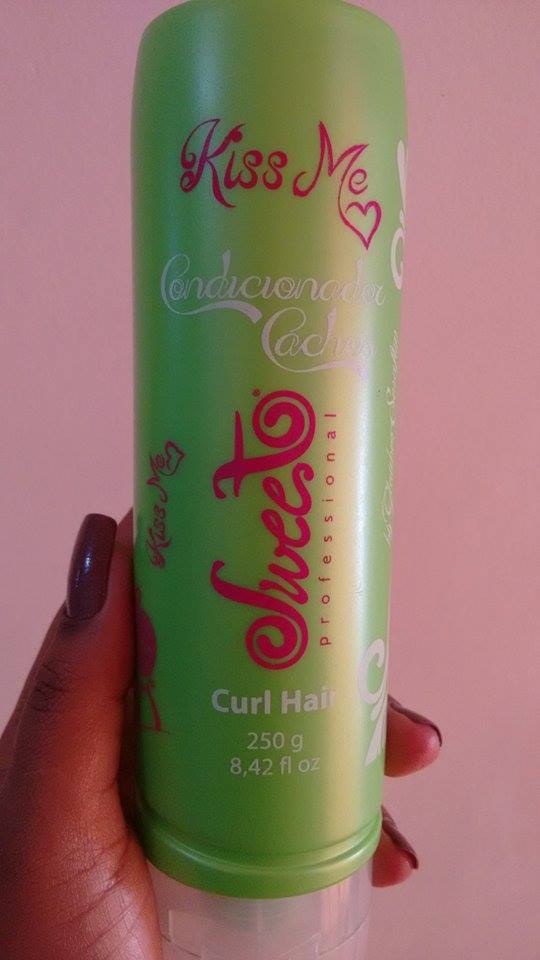 Kiss Me
Condicionador
Cachos
Sweet
professional
Kiss Me
Curl Hair
250 g
8,42 fl oz